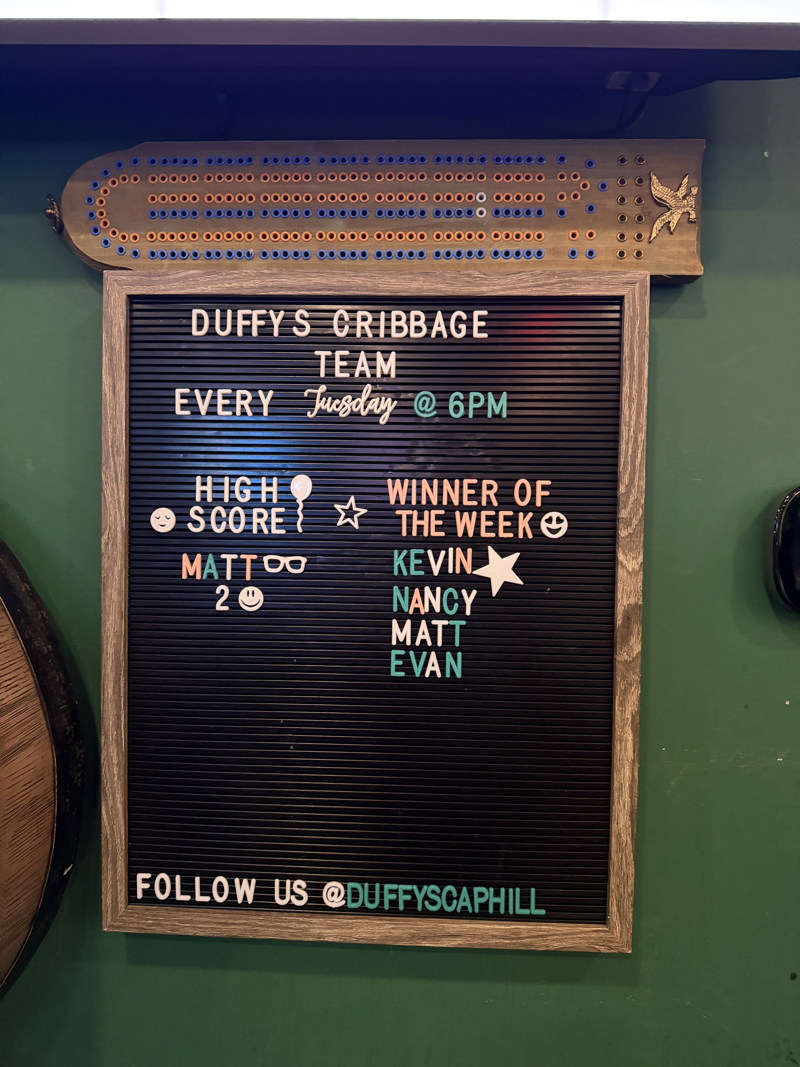 DUFFYS CRIBBAGE
TEAM
EVERY Tuesday @ 6PM
HIGH
SCORE
MATT
2
WINNER OF
THE WEEK
KEVIN
NANCY
MATT
EVAN
FOLLOW US @DUFFYSCAPHILL